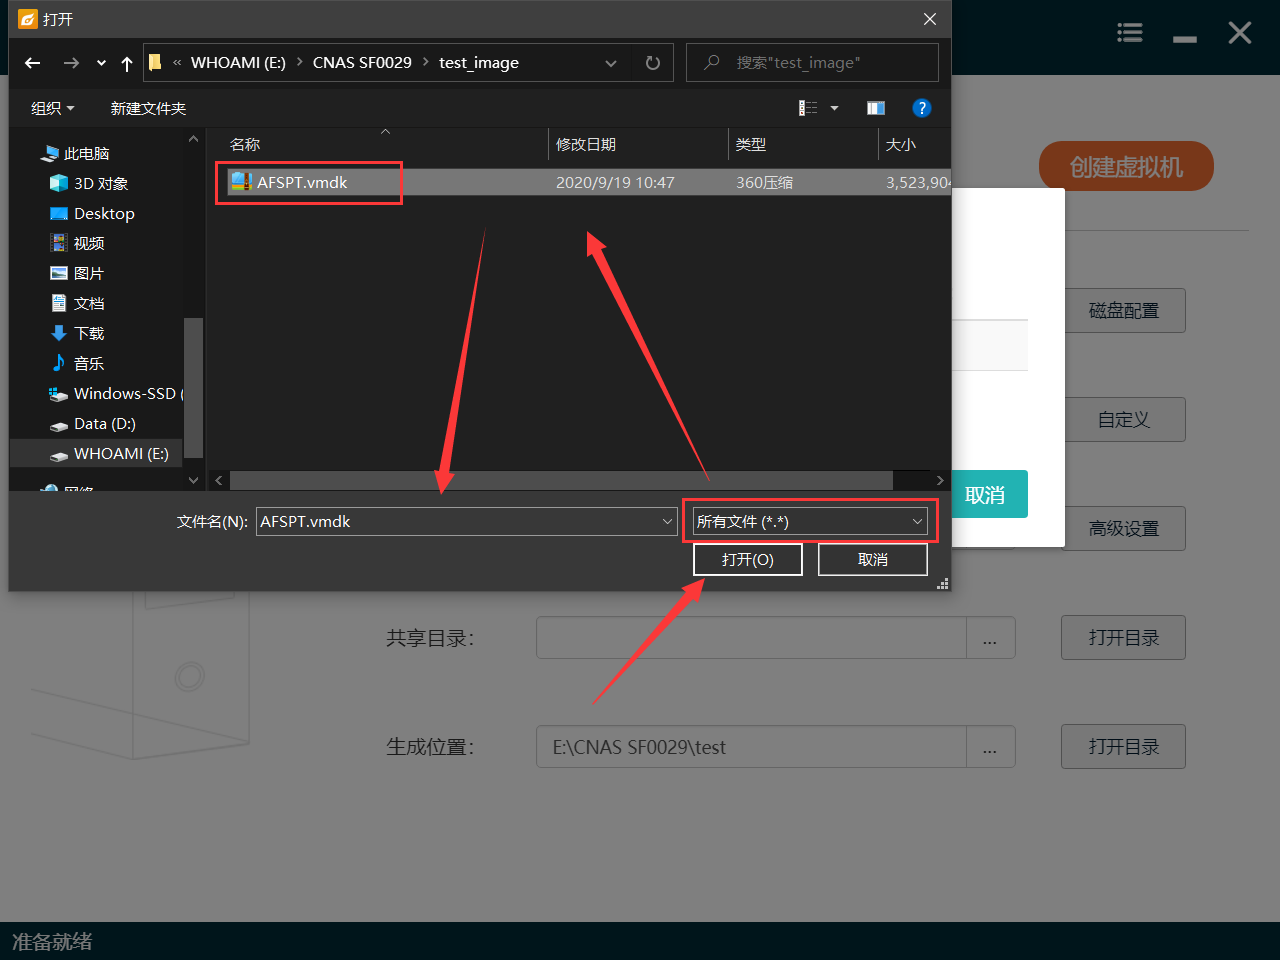 打开
« WHOAMI (E:) › CNAS SF0029 › test_image
搜索"test_image"
组织
新建文件夹
名称
修改日期
类型
大小
AFSPT.vmdk
2020/9/19 10:47
360压缩
3,523,904
此电脑
3D 对象
Desktop
视频
图片
文档
下载
音乐
Windows-SSD (
Data (D:)
WHOAMI (E:)
网络
文件名(N):
AFSPT.vmdk
所有文件 (*.*)
打开(O)
取消
创建虚拟机
磁盘配置
自定义
取消
高级设置
共享目录:
...
打开目录
生成位置:
E:\CNAS SF0029\test
...
打开目录
准备就绪